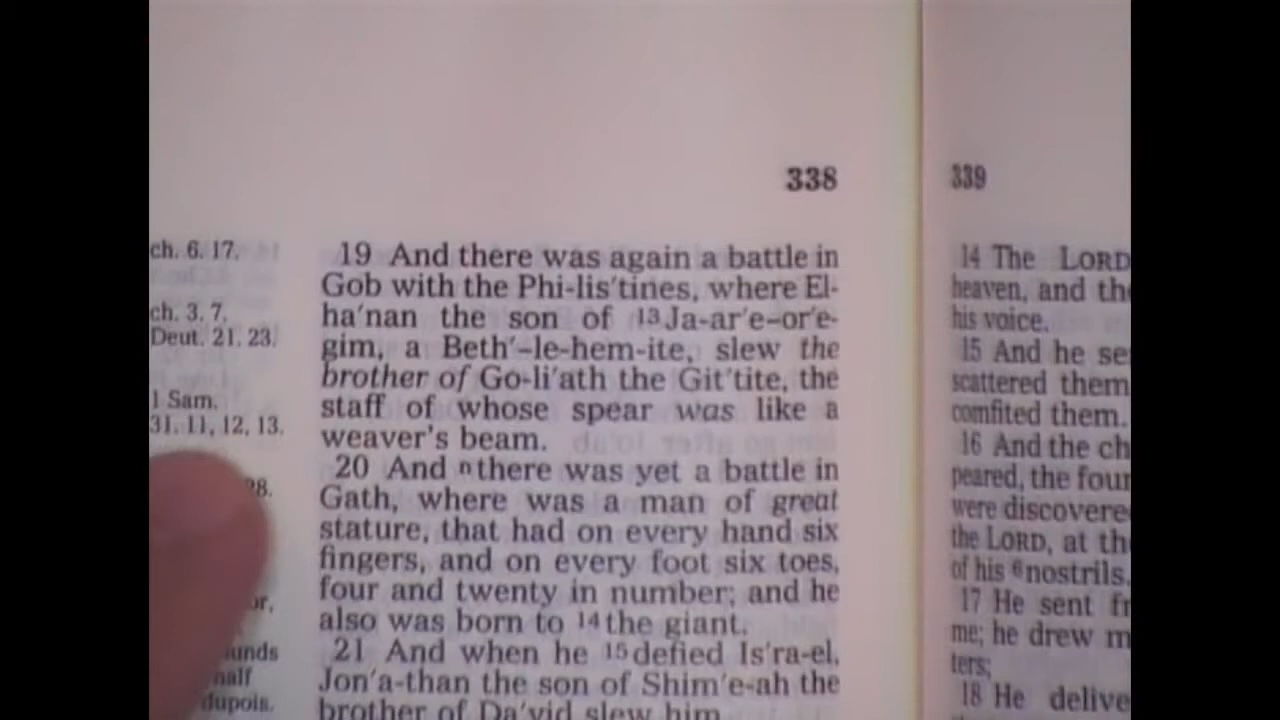 338
339
ch. 6. 17.
ch. 3. 7.
Deut. 21. 23.
1 Sam.
31. 11, 12, 13.
19 And there was again a battle in
Gob with the Phi-lis'tines, where El-
ha'nan the son of 13 Ja-ar'e-or'e-
gim, a Beth'-le-hem-ite, slew the
brother of Go-li'ath the Git'tite, the
staff of whose spear was like a
weaver's beam.
20 And n there was yet a battle in
Gath, where was a man of great
stature, that had on every hand six
fingers, and on every foot six toes,
four and twenty in number; and he
also was born to 14 the giant.
21 And when he 15 defied Is'ra-el,
Jon'a-than the son of Shim'e-ah the
brother of Da'vid slew him.
14 The LORD
heaven, and
his voice.
15 And he
scattered them
comfited them.
16 And the
peared, the
were
the LORD, at
of his 6 nostrils.
17 He sent
me; he drew
ters;
18 He